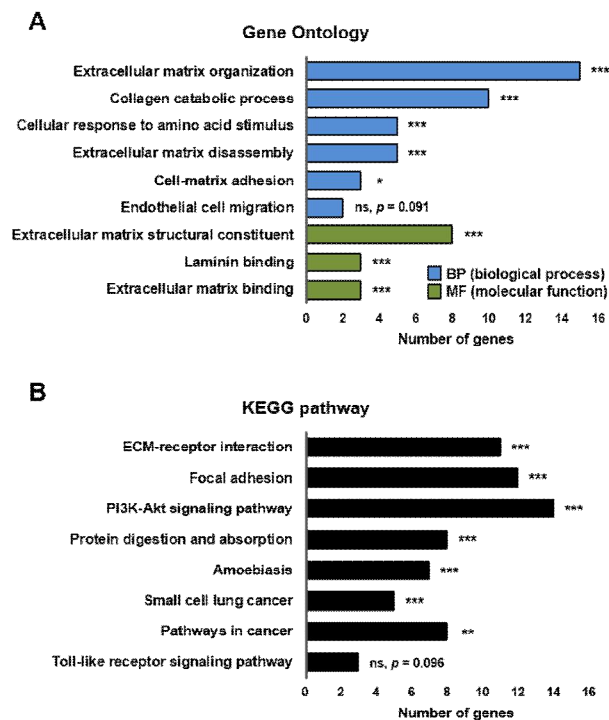 A
Gene Ontology
Extracellular matrix organization ***
Collagen catabolic process ***
Cellular response to amino acid stimulus ***
Extracellular matrix disassembly ***
Cell-matrix adhesion *
Endothelial cell migration ns, p = 0.091
Extracellular matrix structural constituent ***
Laminin binding *** BP (biological process)
Extracellular matrix binding *** MF (molecular function)
0 2 4 6 8 10 12 14 16
Number of genes
B
KEGG pathway
ECM-receptor interaction ***
Focal adhesion ***
PI3K-Akt signaling pathway ***
Protein digestion and absorption ***
Amoebiasis ***
Small cell lung cancer ***
Pathways in cancer **
Toll-like receptor signaling pathway ns, p = 0.096
0 2 4 6 8 10 12 14 16
Number of genes